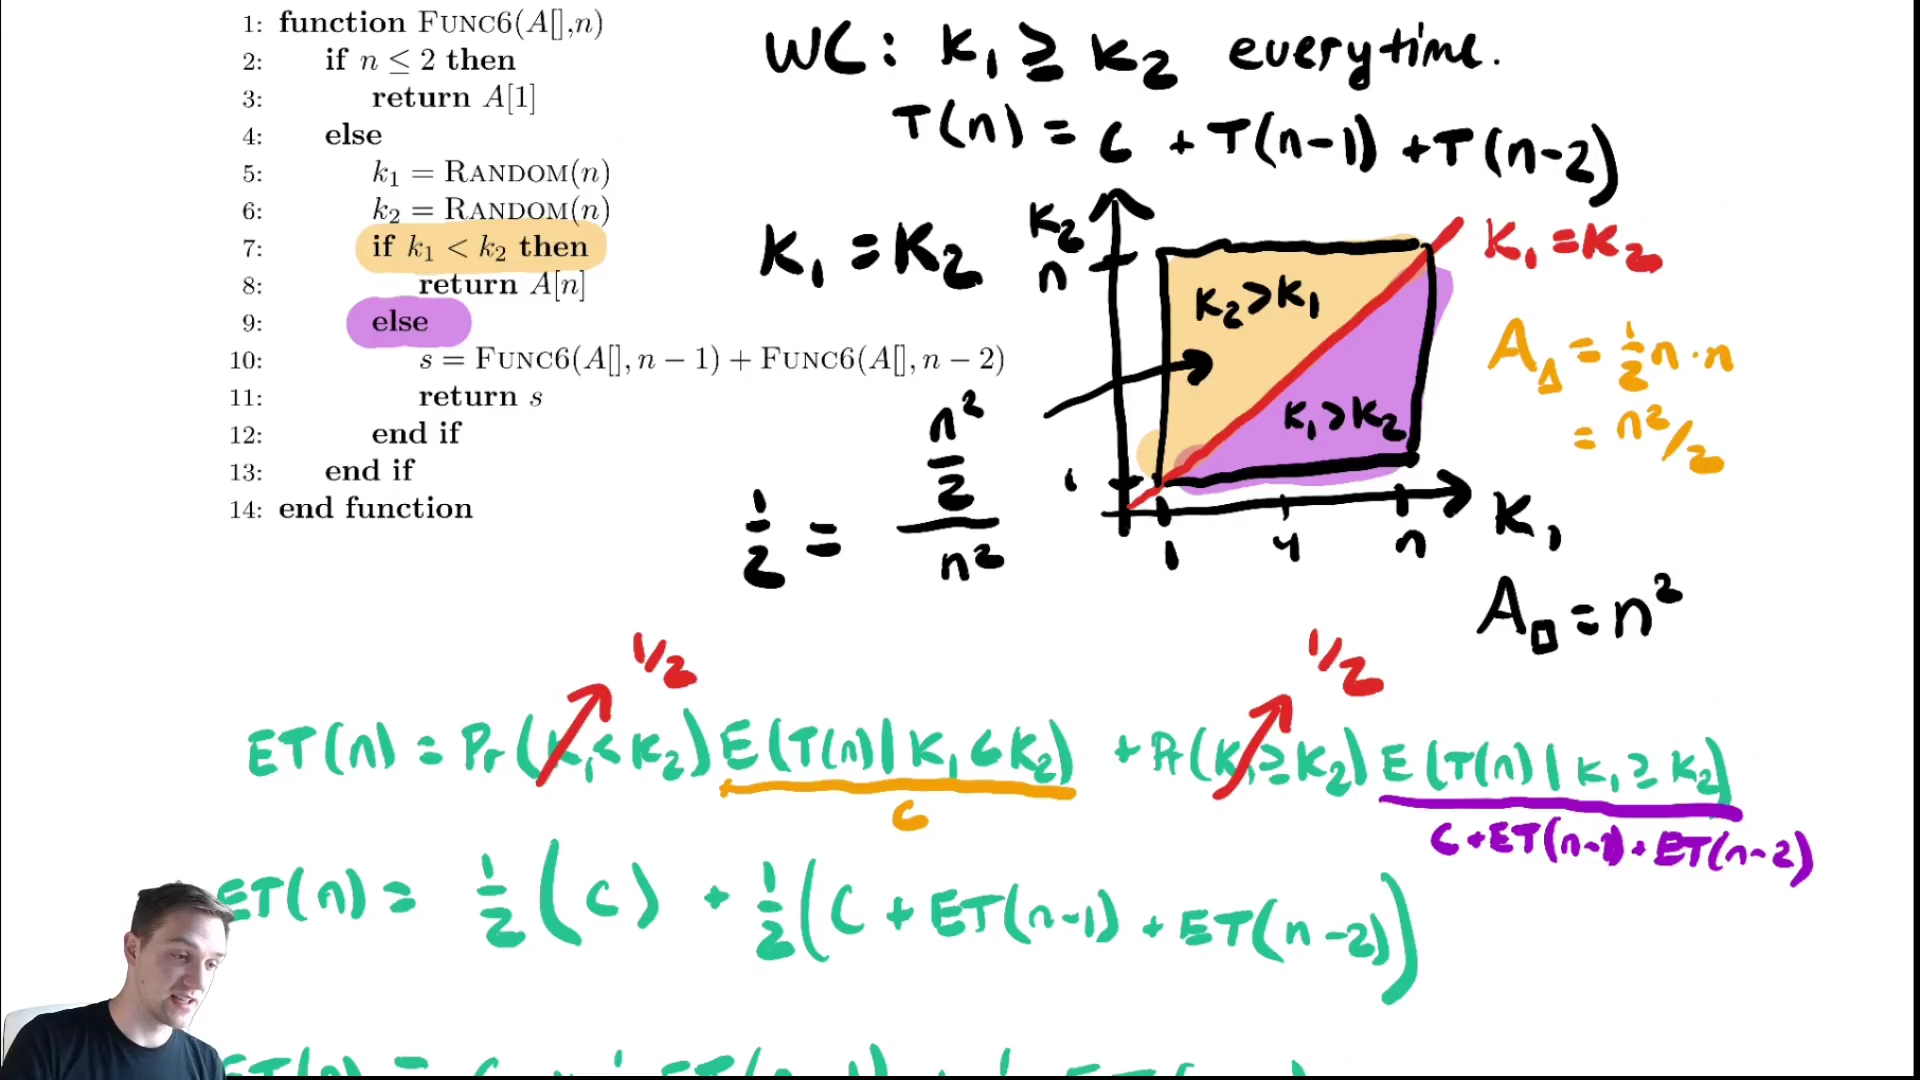 1: function FUNC6(A[],n)
2: if n ≤ 2 then
3: return A[1]
4: else
5: k₁ = RANDOM(n)
6: k₂ = RANDOM(n)
7: if k₁ < k₂ then
8: return A[n]
9: else
10: s = FUNC6(A[], n − 1) + FUNC6(A[], n − 2)
11: return s
12: end if
13: end if
14: end function
WC: K₁ ≥ K₂ everytime.
T(n) = C + T(n-1) + T(n-2)
K₁ = K₂
K₂
n
1
K₂>K₁
K₁>K₂
1 4 n
K₁
K₁=K₂
A△ = ½n·n
= n²/2
A□ = n²
½ = (n²/2)/n²
1/2 1/2
ET(n) = Pr(K₁<K₂)E(T(n)|K₁<K₂) + Pr(K₁≥K₂)E(T(n)|K₁≥K₂)
C
C+ET(n-1)+ET(n-2)
ET(n) = ½(C) + ½(C + ET(n-1) + ET(n-2))